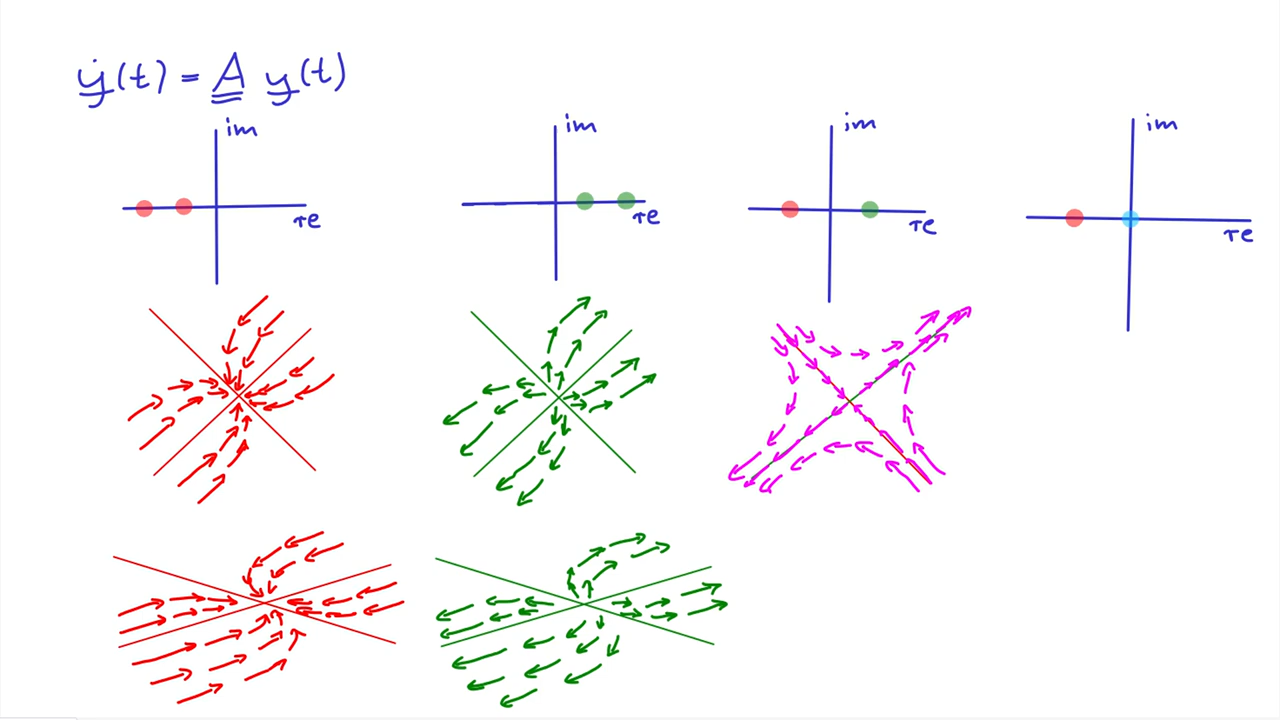 ẏ(t) = A y(t)
im im im im
re re re re